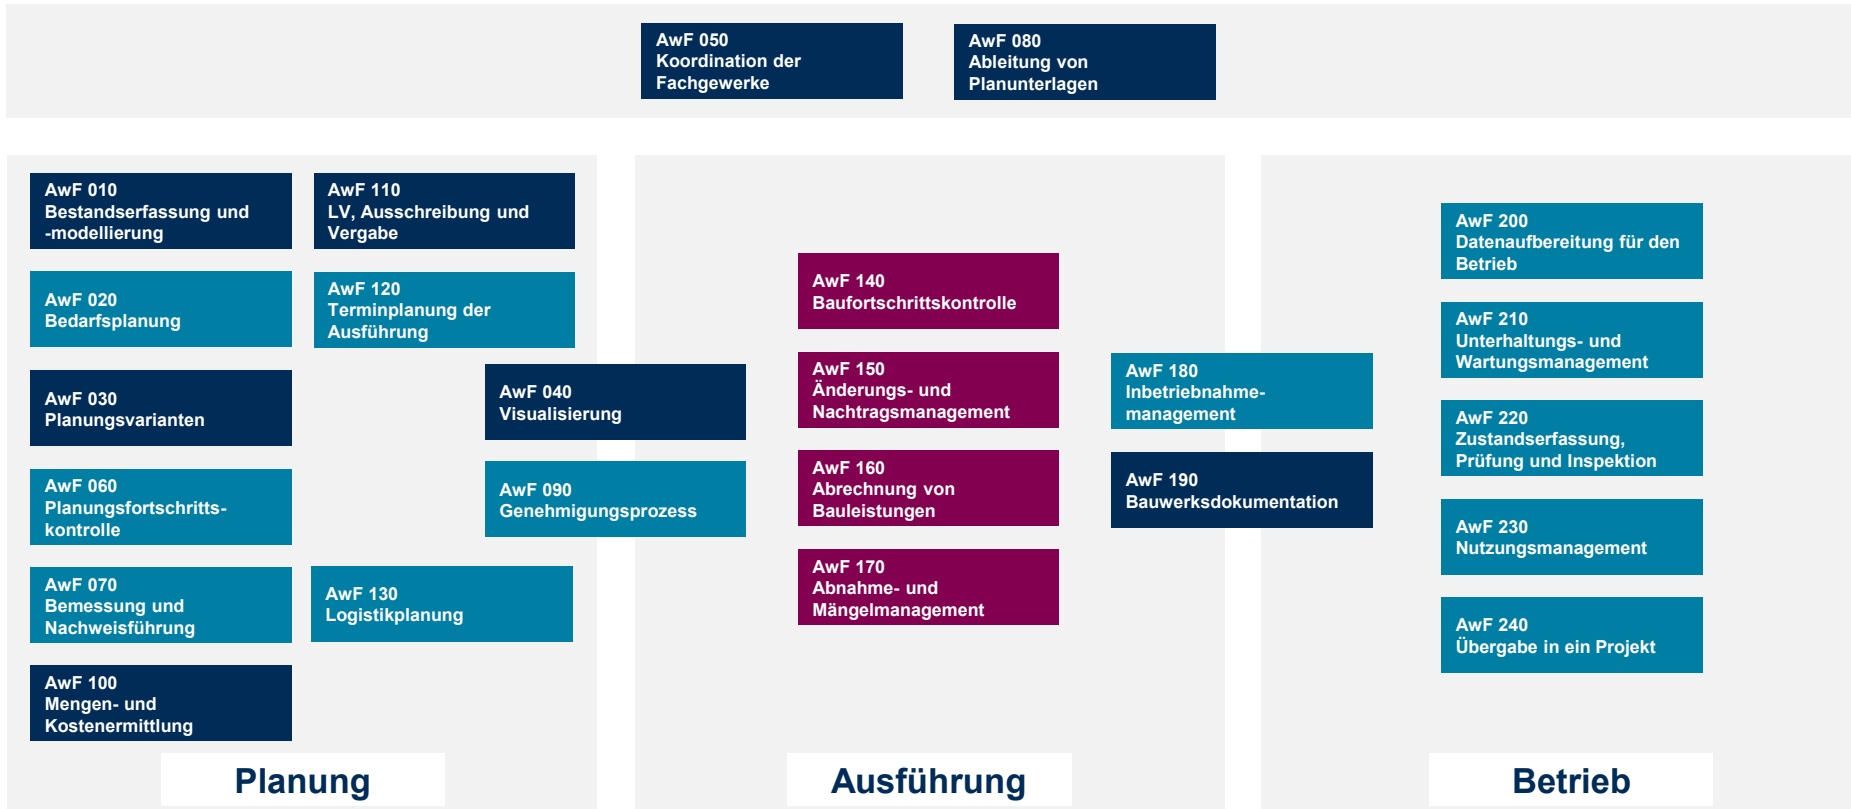 AwF 050
Koordination der
Fachgewerke
AwF 080
Ableitung von
Planunterlagen
AwF 010
Bestandserfassung und
-modellierung
AwF 110
LV, Ausschreibung und
Vergabe
AwF 020
Bedarfsplanung
AwF 120
Terminplanung der
Ausführung
AwF 030
Planungsvarianten
AwF 040
Visualisierung
AwF 060
Planungsfortschritts-
kontrolle
AwF 090
Genehmigungsprozess
AwF 070
Bemessung und
Nachweisführung
AwF 130
Logistikplanung
AwF 100
Mengen- und
Kostenermittlung
Planung
AwF 140
Baufortschrittskontrolle
AwF 150
Änderungs- und
Nachtragsmanagement
AwF 160
Abrechnung von
Bauleistungen
AwF 170
Abnahme- und
Mängelmanagement
AwF 180
Inbetriebnahme-
management
AwF 190
Bauwerksdokumentation
Ausführung
AwF 200
Datenaufbereitung für den
Betrieb
AwF 210
Unterhaltungs- und
Wartungsmanagement
AwF 220
Zustandserfassung,
Prüfung und Inspektion
AwF 230
Nutzungsmanagement
AwF 240
Übergabe in ein Projekt
Betrieb